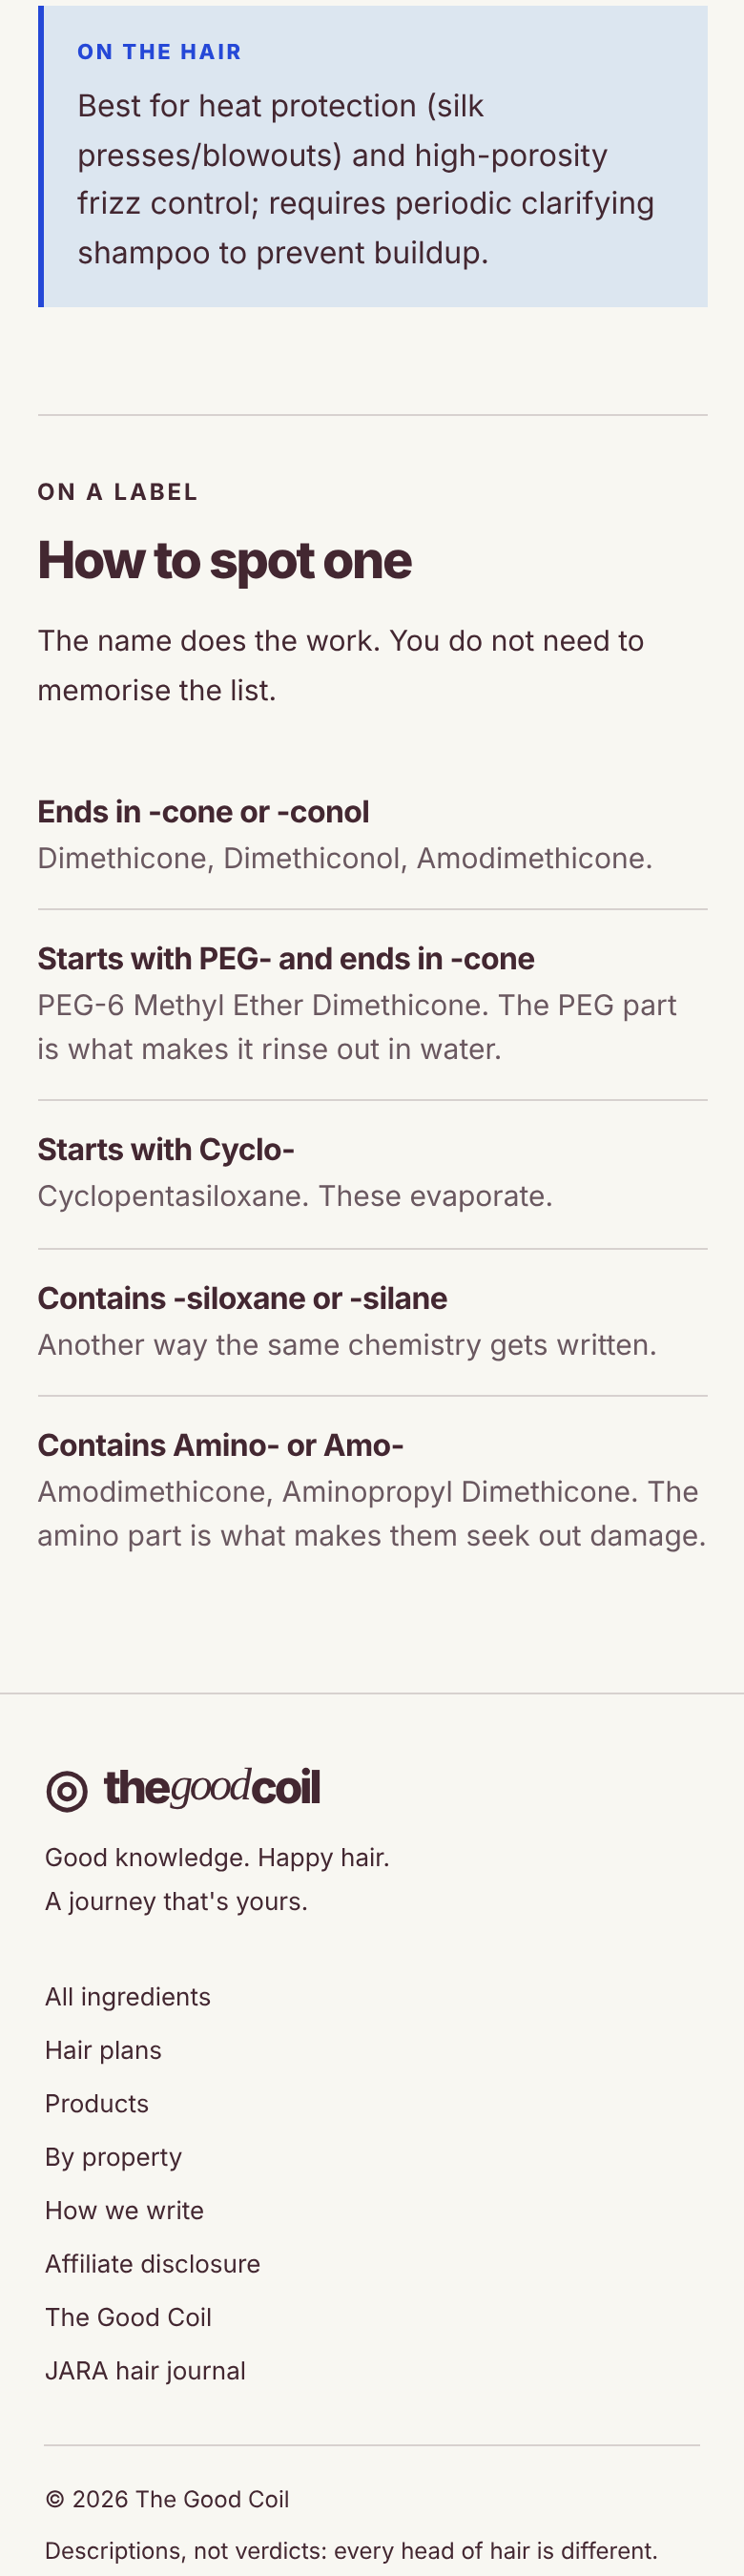 ON THE HAIR
Best for heat protection (silk
presses/blowouts) and high-porosity
frizz control; requires periodic clarifying
shampoo to prevent buildup.
ON A LABEL
How to spot one
The name does the work. You do not need to
memorise the list.
Ends in -cone or -conol
Dimethicone, Dimethiconol, Amodimethicone.
Starts with PEG- and ends in -cone
PEG-6 Methyl Ether Dimethicone. The PEG part
is what makes it rinse out in water.
Starts with Cyclo-
Cyclopentasiloxane. These evaporate.
Contains -siloxane or -silane
Another way the same chemistry gets written.
Contains Amino- or Amo-
Amodimethicone, Aminopropyl Dimethicone. The
amino part is what makes them seek out damage.
thegoodcoil
Good knowledge. Happy hair.
A journey that's yours.
All ingredients
Hair plans
Products
By property
How we write
Affiliate disclosure
The Good Coil
JARA hair journal
© 2026 The Good Coil
Descriptions, not verdicts: every head of hair is different.